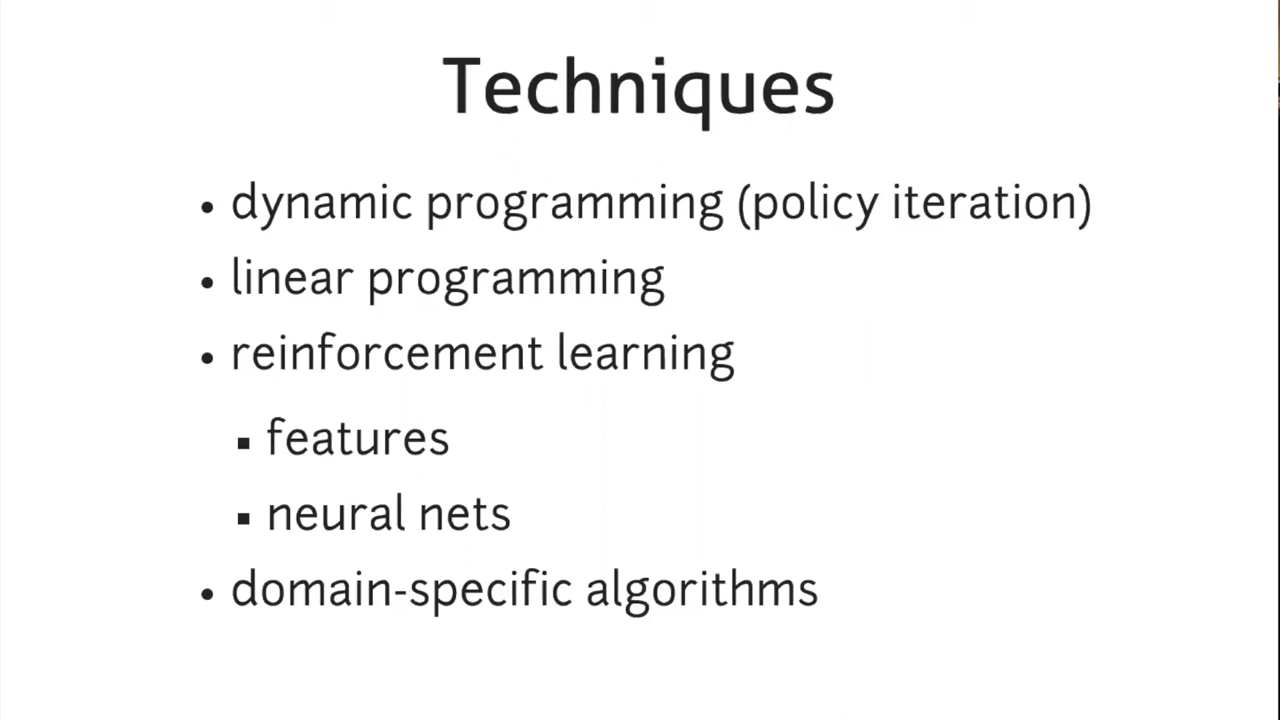 Techniques
• dynamic programming (policy iteration)
• linear programming
• reinforcement learning
▪ features
▪ neural nets
• domain-specific algorithms